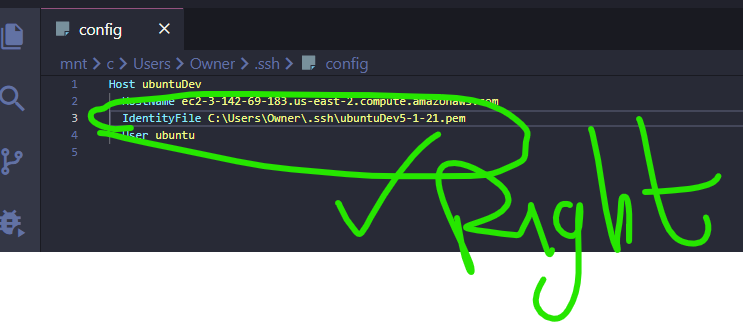 config
mnt > c > Users > Owner > .ssh > config
1 Host ubuntuDev
2 HostName ec2-3-142-69-183.us-east-2.compute.amazonaws.com
3 IdentityFile C:\Users\Owner\.ssh\ubuntuDev5-1-21.pem
4 User ubuntu
5
Right